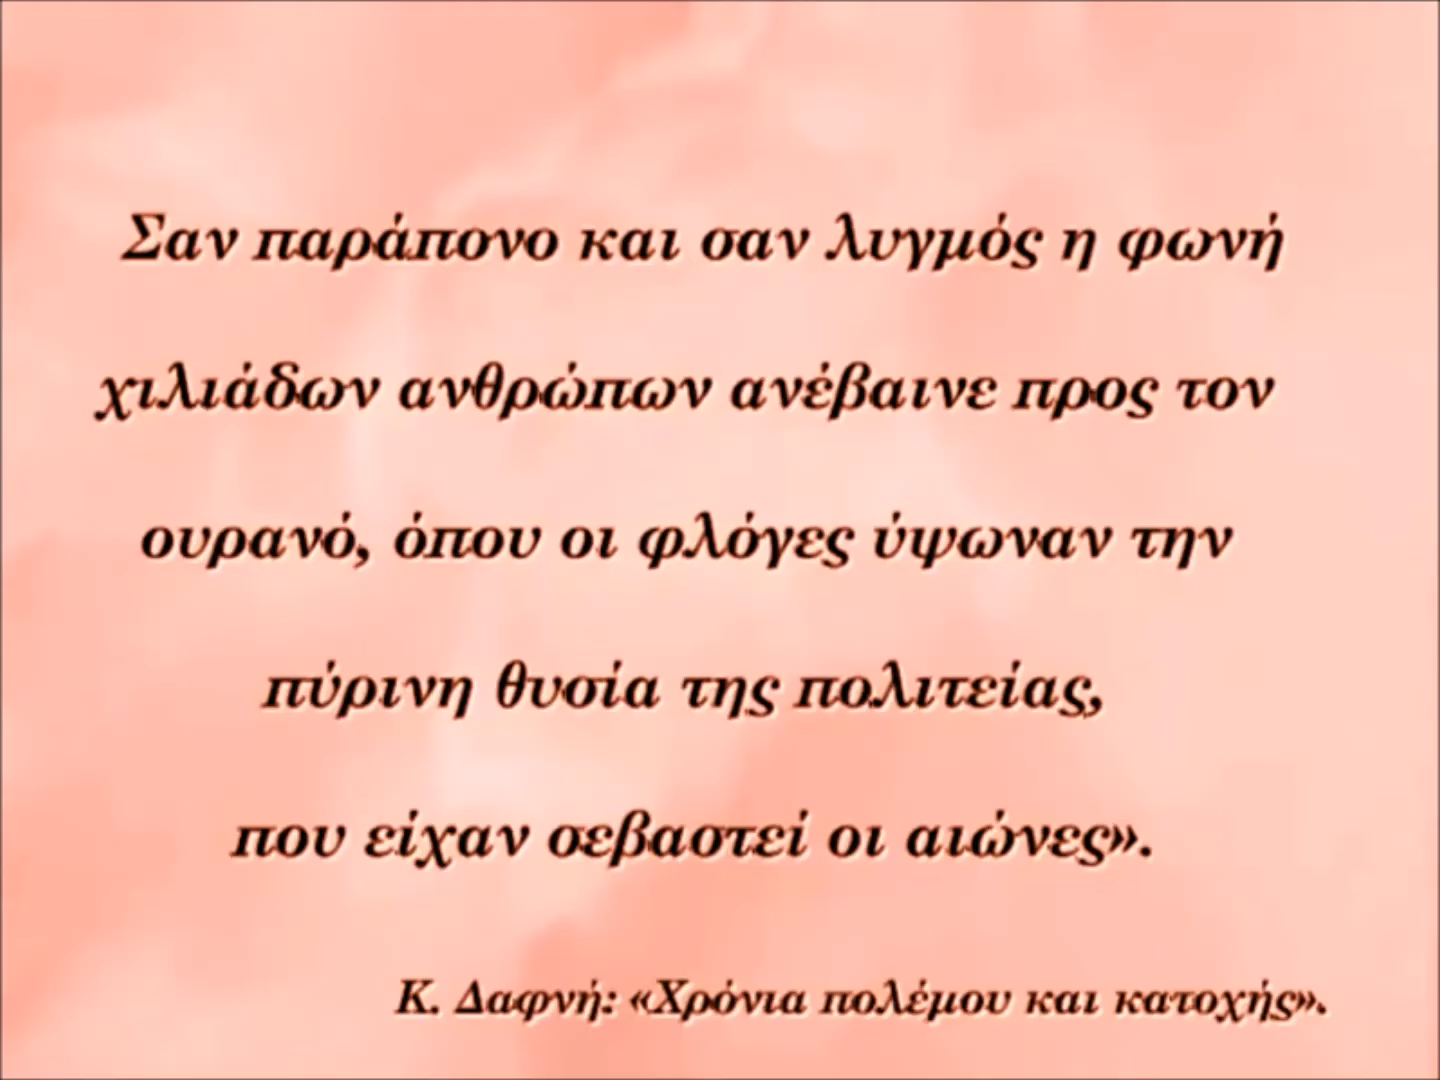 Σαν παράπονο και σαν λυγμός η φωνή
χιλιάδων ανθρώπων ανέβαινε προς τον
ουρανό, όπου οι φλόγες ύψωναν την
πύρινη θυσία της πολιτείας,
που είχαν σεβαστεί οι αιώνες».
Κ. Δαφνή: «Χρόνια πολέμου και κατοχής».